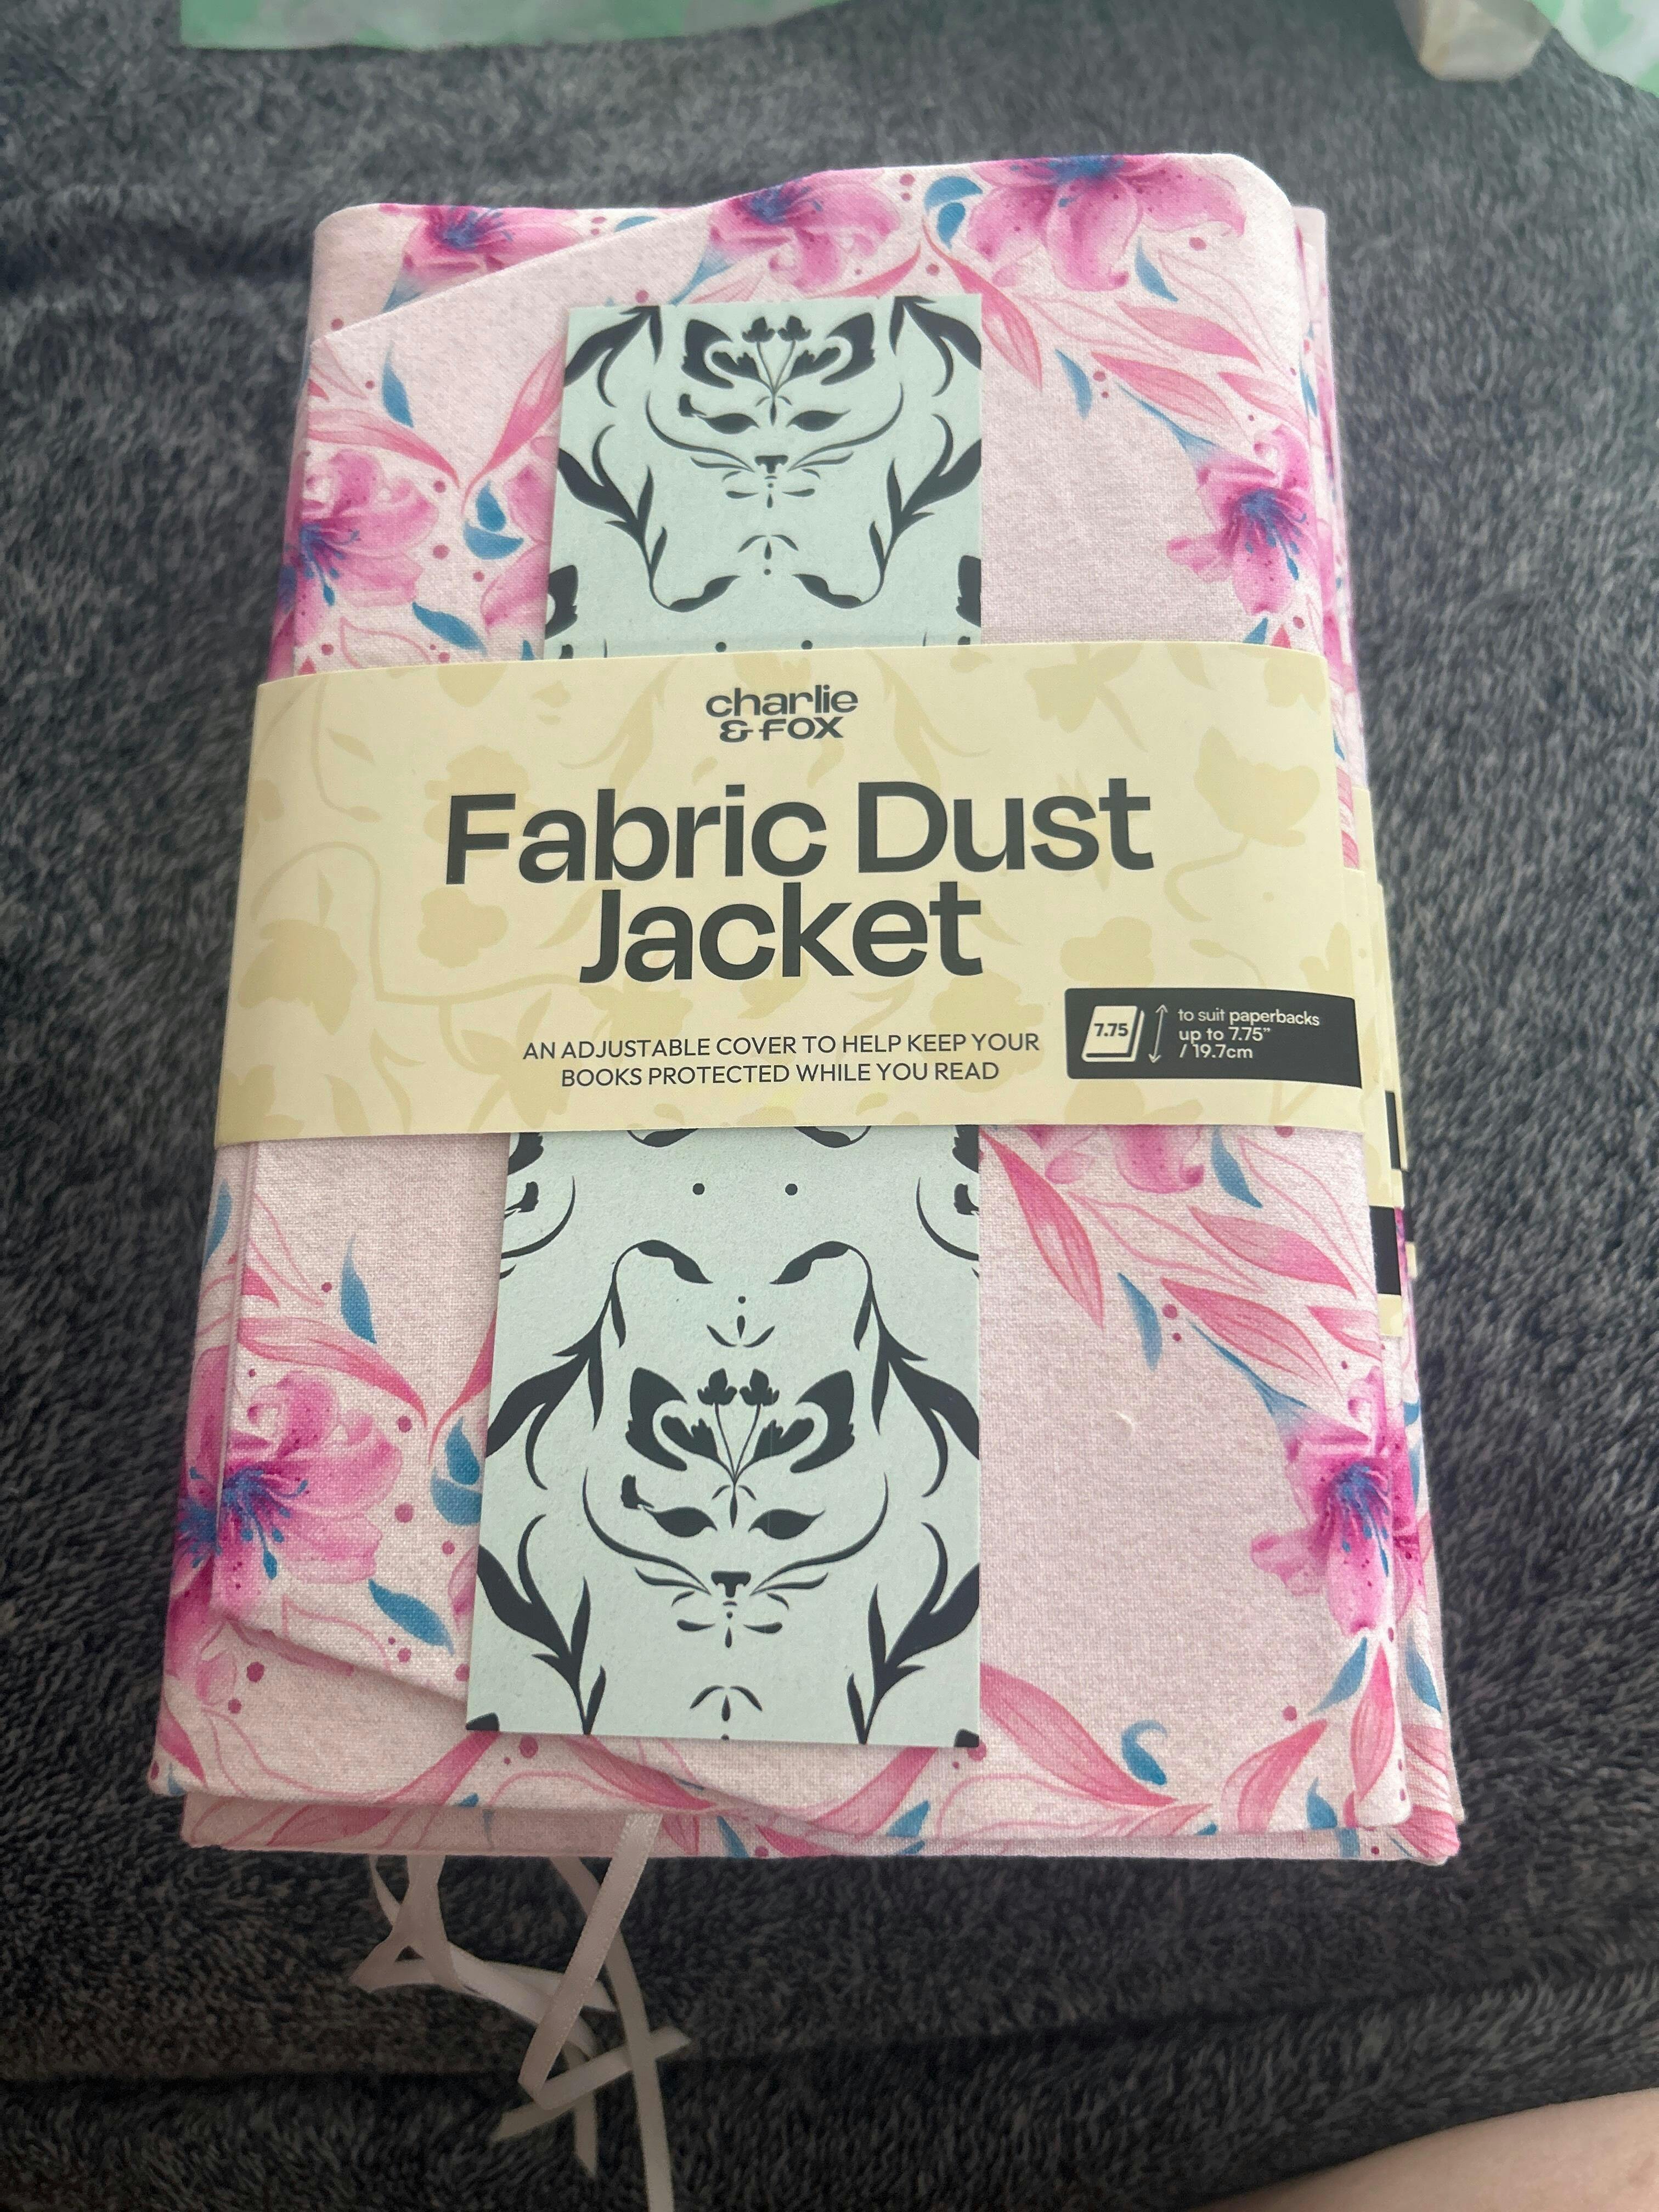 charlie
& FOX
Fabric Dust
Jacket
AN ADJUSTABLE COVER TO HELP KEEP YOUR
BOOKS PROTECTED WHILE YOU READ
7.75
to suit paperbacks
up to 7.75”
/ 19.7cm